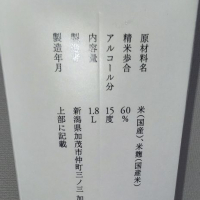 原材料名 米(国産)、米麹(国産米)
精米歩合 60%
アルコール分 15度
内容量 1.8L
新潟県加茂市仲町三ノ三
製造年月 上部に記載